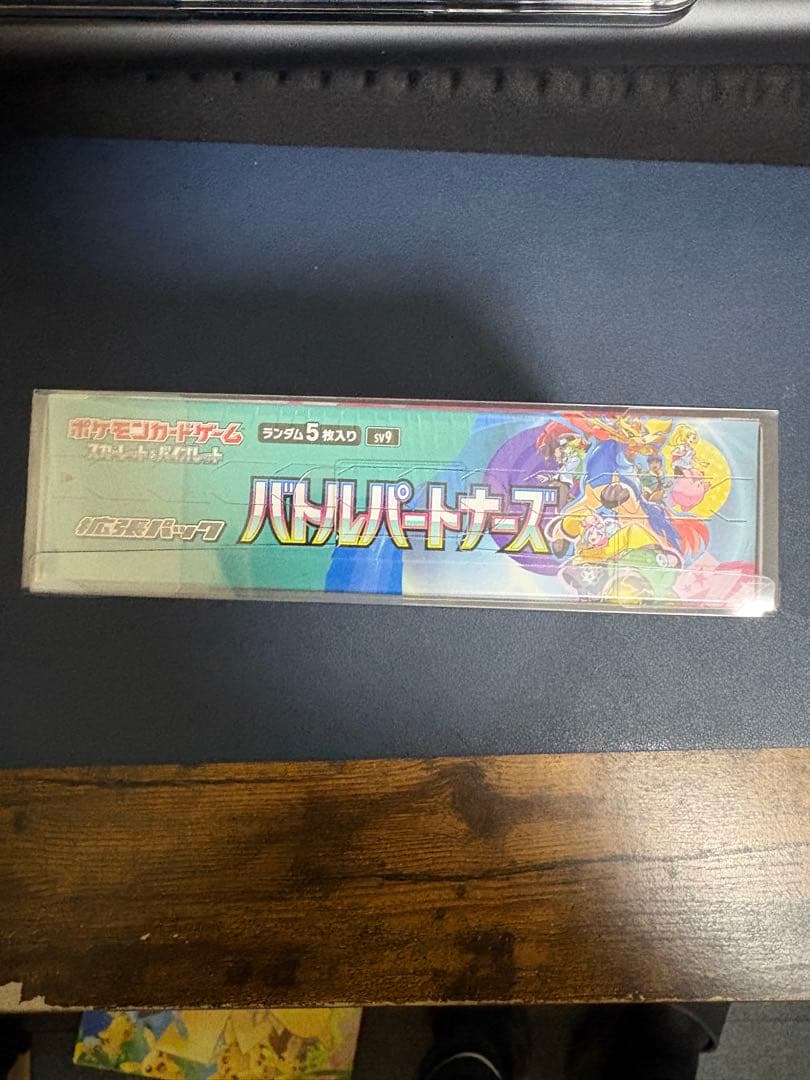 ポケモンカードゲーム
スカーレット&バイオレット
ランダム5枚入り
SV9
拡張パック
バトルパートナーズ